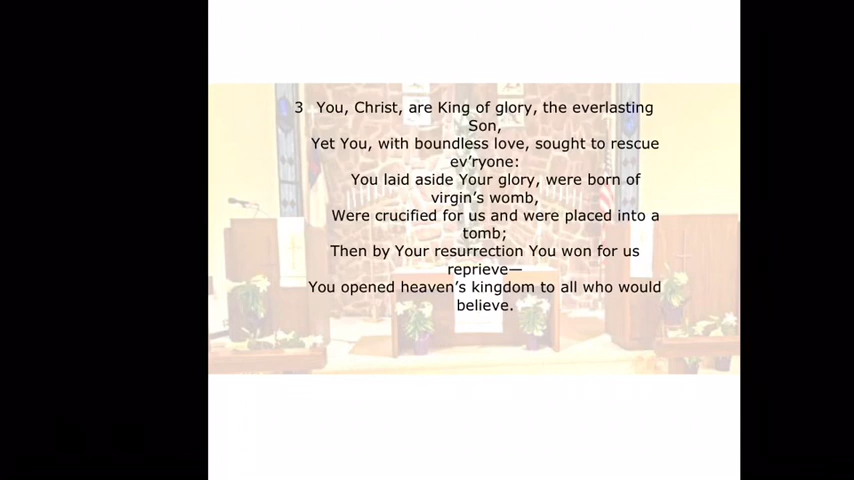 3 You, Christ, are King of glory, the everlasting
Son,
Yet You, with boundless love, sought to rescue
ev’ryone:
You laid aside Your glory, were born of
virgin’s womb,
Were crucified for us and were placed into a
tomb;
Then by Your resurrection You won for us
reprieve—
You opened heaven’s kingdom to all who would
believe.